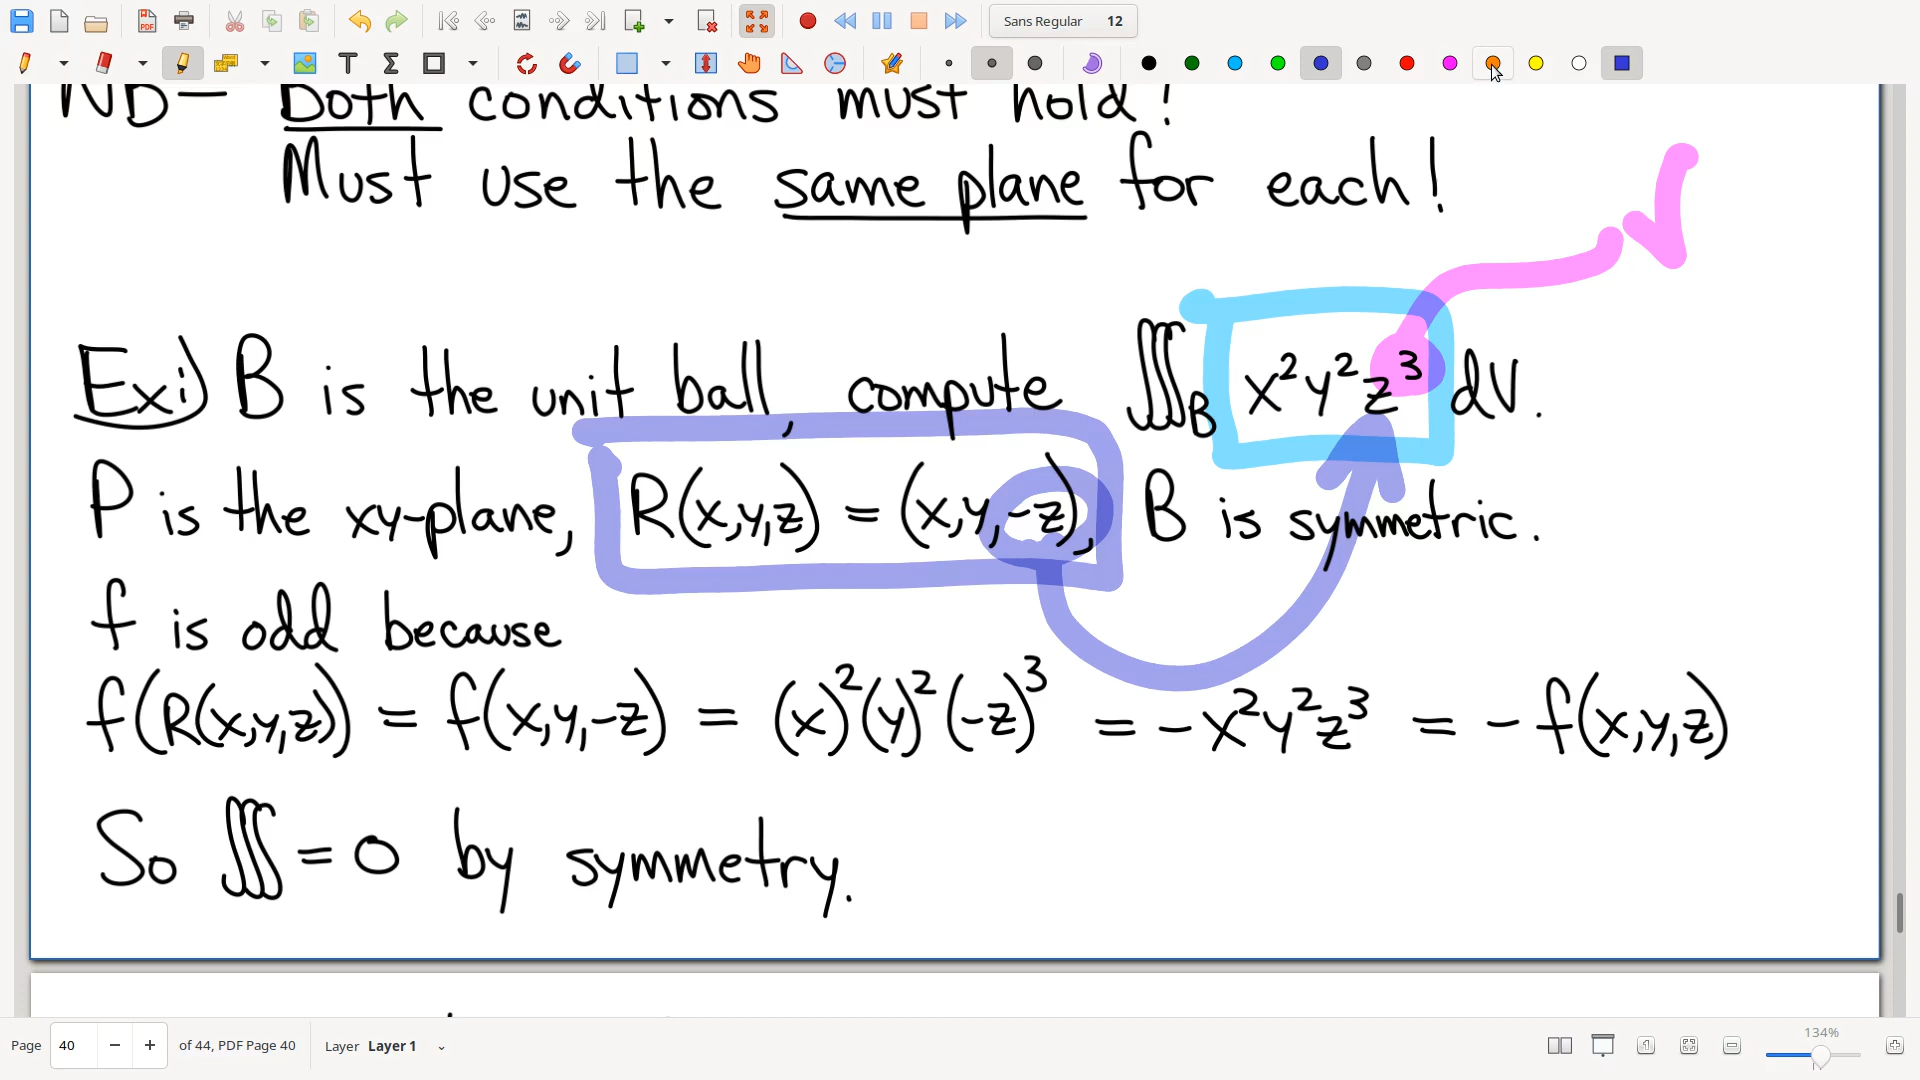 Sans Regular 12
NB— Both conditions must hold!
Must use the same plane for each!
Ex: B is the unit ball, compute ∭_B x²y²z³ dV.
P is the xy-plane, R(x,y,z) = (x,y,-z), B is symmetric.
f is odd because
f(R(x,y,z)) = f(x,y,-z) = (x)²(y)²(-z)³ = -x²y²z³ = -f(x,y,z)
So ∭ = 0 by symmetry.
Page 40 − + of 44, PDF Page 40 Layer Layer 1 134%